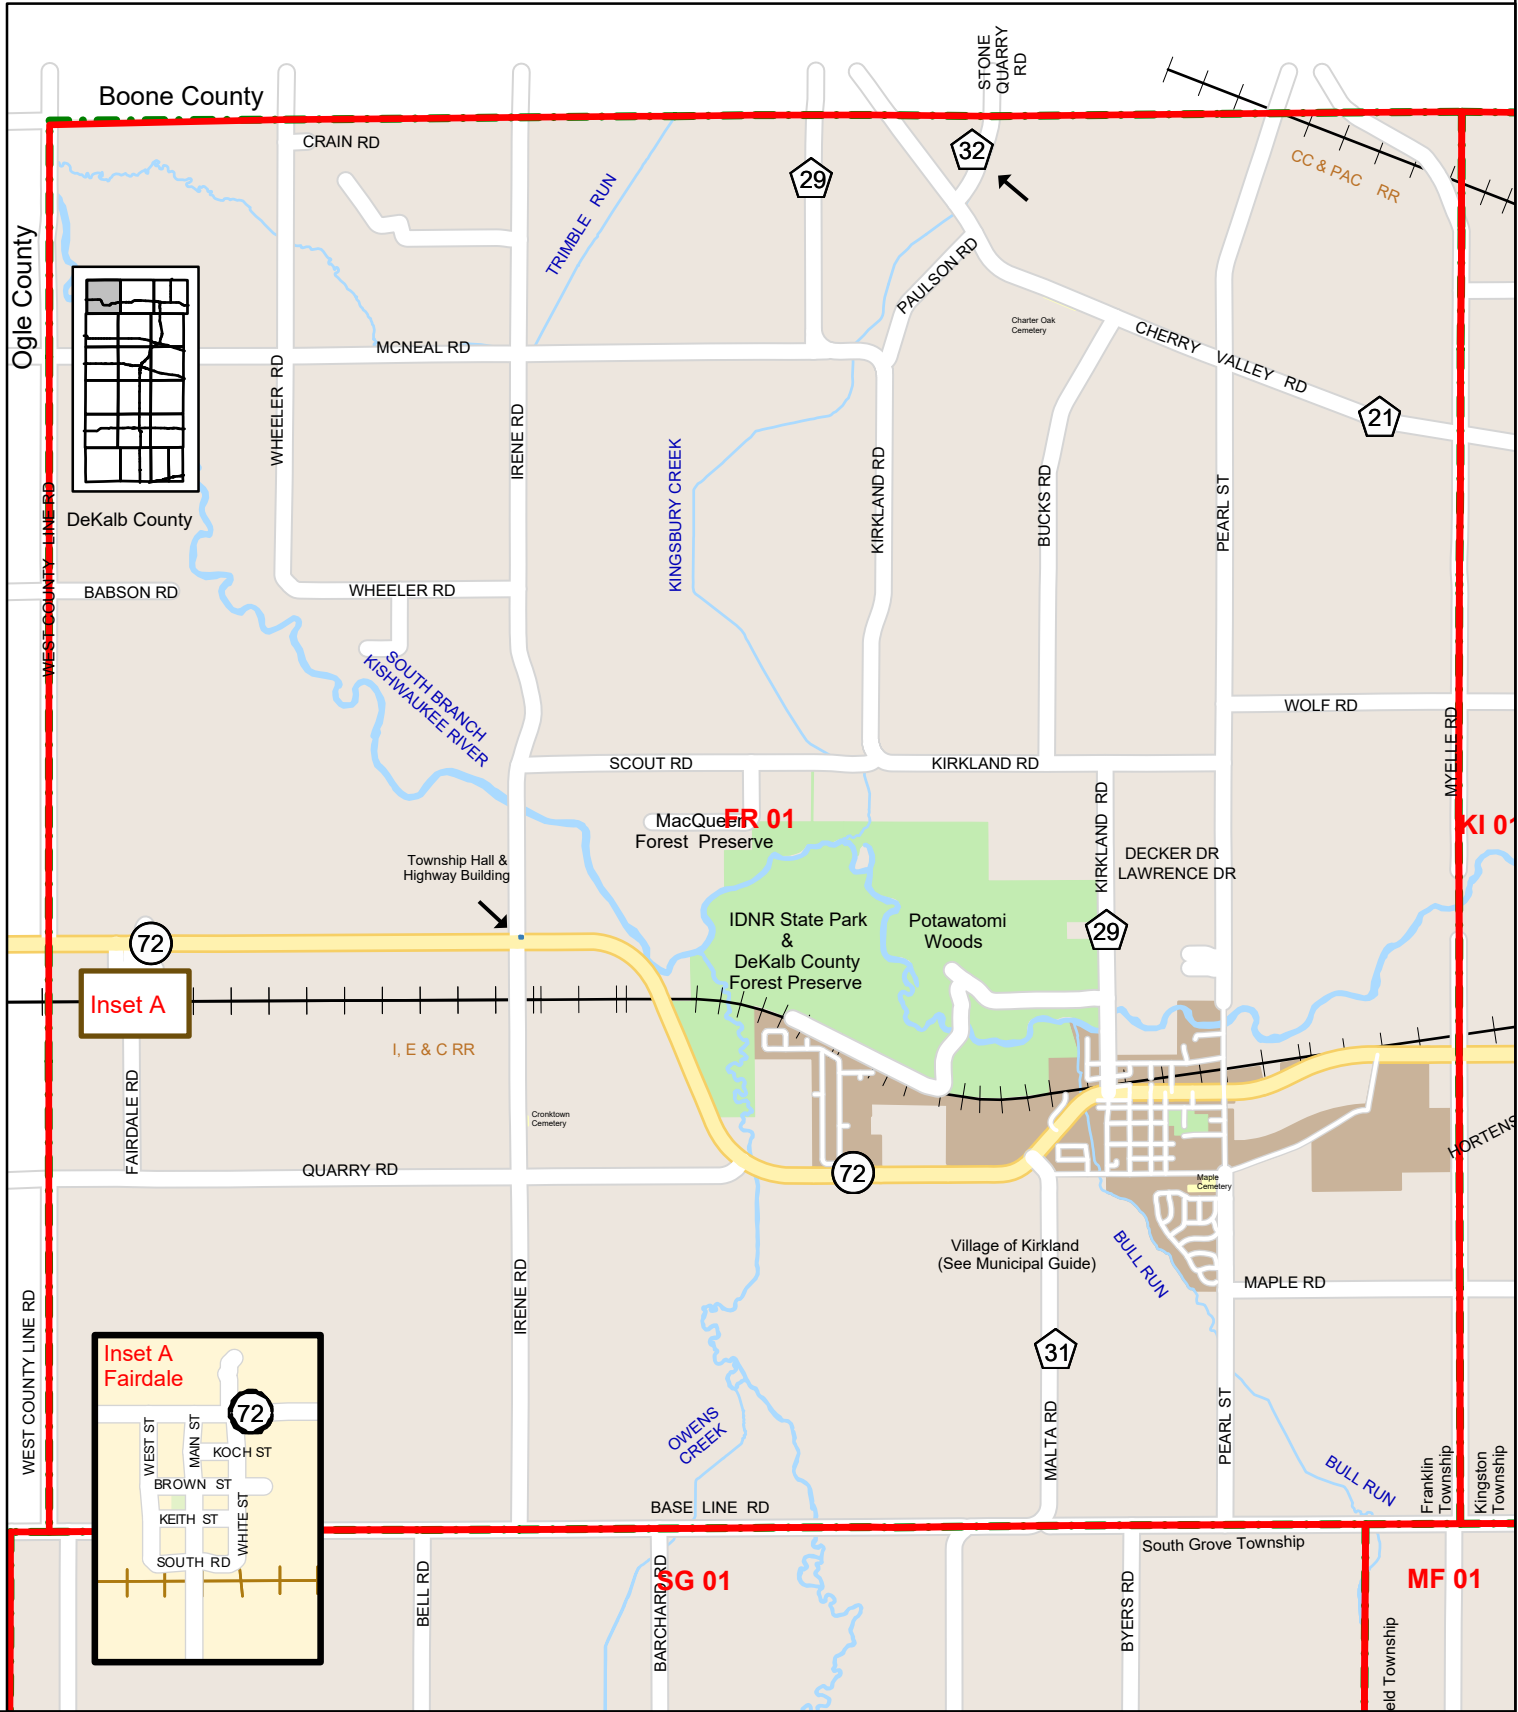 STONE
QUARRY
RD
Boone County
CRAIN RD
32
29
CC & PAC RR
TRIMBLE RUN
Ogle County
PAULSON RD
Charter Oak
Cemetery
CHERRY VALLEY RD
MCNEAL RD
WHEELER RD
IRENE RD
21
KINGSBURY CREEK
KIRKLAND RD
BUCKS RD
PEARL ST
DeKalb County
WEST COUNTY LINE RD
BABSON RD
WHEELER RD
SOUTH BRANCH
KISHWAUKEE RIVER
WOLF RD
MYELLE RD
SCOUT RD
KIRKLAND RD
KIRKLAND RD
MacQueen
Forest Preserve
FR 01
KI 01
Township Hall &
Highway Building
DECKER DR
LAWRENCE DR
IDNR State Park
&
DeKalb County
Forest Preserve
Potawatomi
Woods
29
72
Inset A
I, E & C RR
FAIRDALE RD
Cronktown
Cemetery
HORTENS
QUARRY RD
72
Maple
Cemetery
Village of Kirkland
(See Municipal Guide)
BULL RUN
MAPLE RD
WEST COUNTY LINE RD
IRENE RD
31
Inset A
Fairdale
72
WEST ST
MAIN ST
KOCH ST
BROWN ST
KEITH ST
WHITE ST
SOUTH RD
OWENS
CREEK
MALTA RD
PEARL ST
BULL RUN
Franklin
Township
Kingston
Township
BASE LINE RD
South Grove Township
BELL RD
BARCHARD RD
SG 01
BYERS RD
MF 01
eld Township